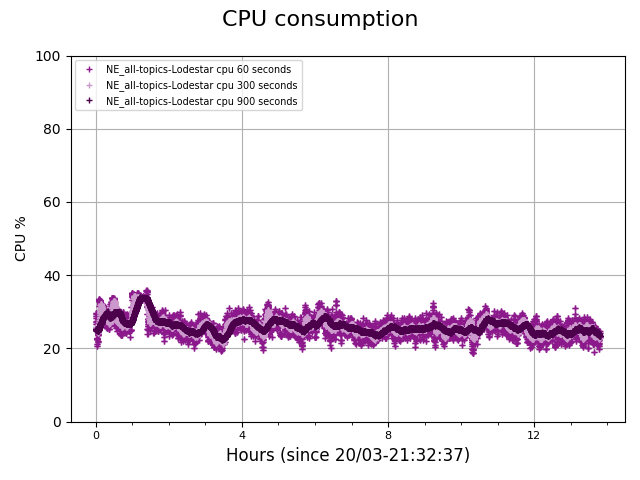 CPU consumption
100
80
60
40
20
0
CPU %
NE_all-topics-Lodestar cpu 60 seconds
NE_all-topics-Lodestar cpu 300 seconds
NE_all-topics-Lodestar cpu 900 seconds
0 4 8 12
Hours (since 20/03-21:32:37)